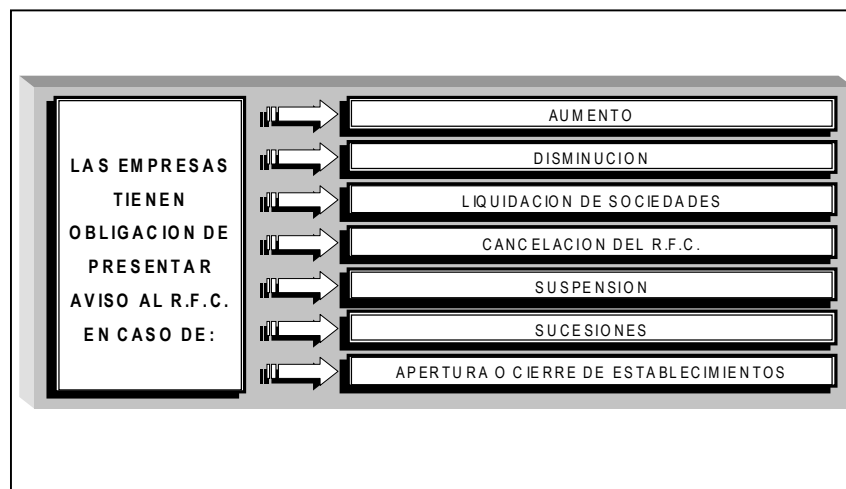 LAS EMPRESAS
TIENEN
OBLIGACION DE
PRESENTAR
AVISO AL R.F.C.
EN CASO DE:
AUMENTO
DISMINUCION
LIQUIDACION DE SOCIEDADES
CANCELACION DEL R.F.C.
SUSPENSION
SUCESIONES
APERTURA O CIERRE DE ESTABLECIMIENTOS